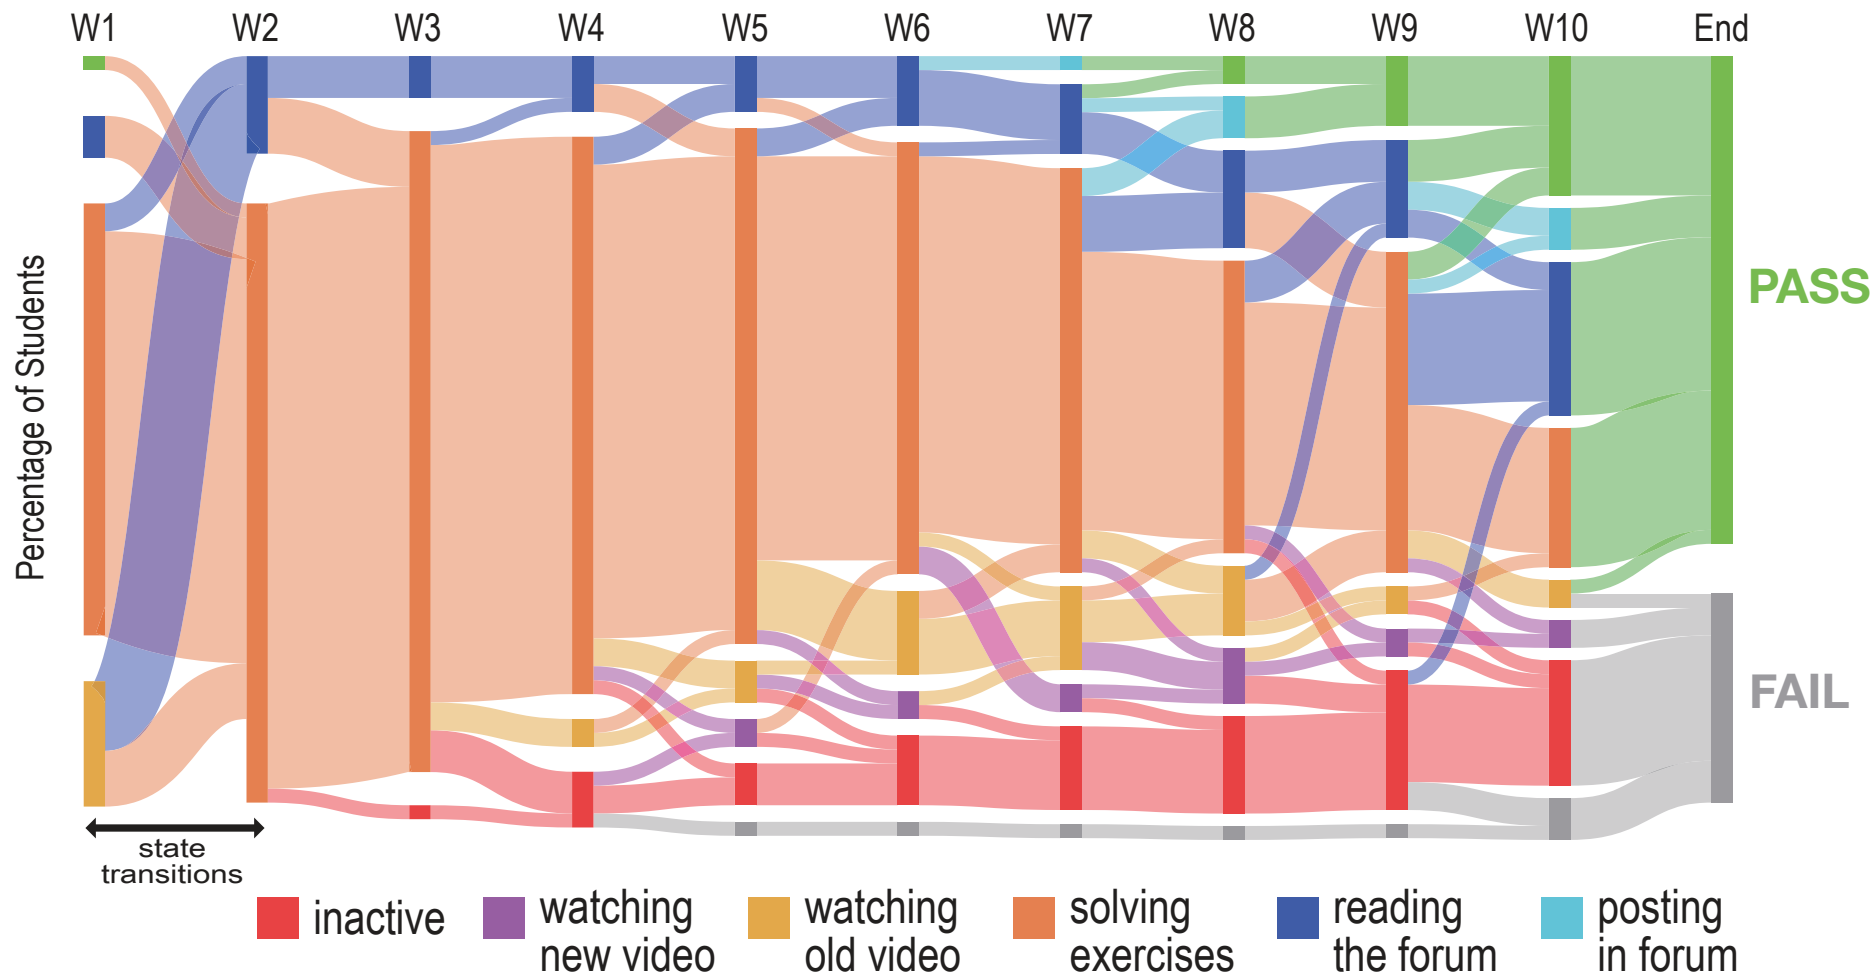 W1 W2 W3 W4 W5 W6 W7 W8 W9 W10 End
Percentage of Students
PASS
FAIL
state
transitions
inactive
watching
new video
watching
old video
solving
exercises
reading
the forum
posting
in forum